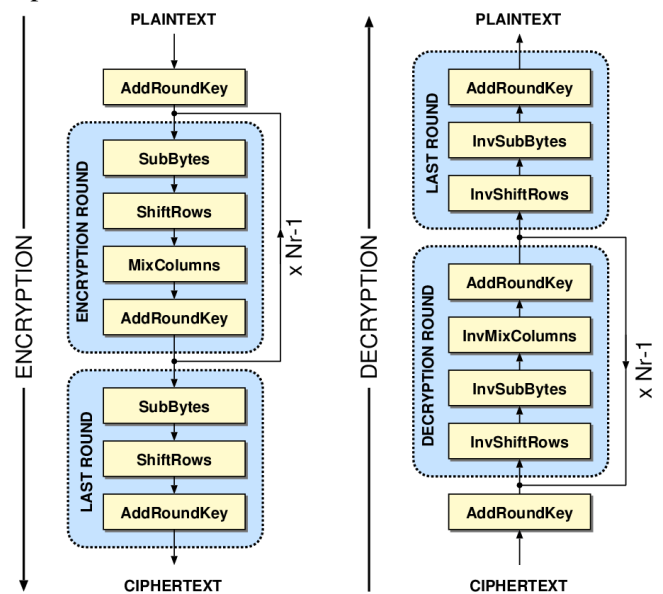 PLAINTEXT
AddRoundKey
ENCRYPTION ROUND
SubBytes
ShiftRows
MixColumns
AddRoundKey
x Nr-1
ENCRYPTION
LAST ROUND
SubBytes
ShiftRows
AddRoundKey
CIPHERTEXT
PLAINTEXT
LAST ROUND
AddRoundKey
InvSubBytes
InvShiftRows
DECRYPTION
DECRYPTION ROUND
AddRoundKey
InvMixColumns
InvSubBytes
InvShiftRows
x Nr-1
AddRoundKey
CIPHERTEXT